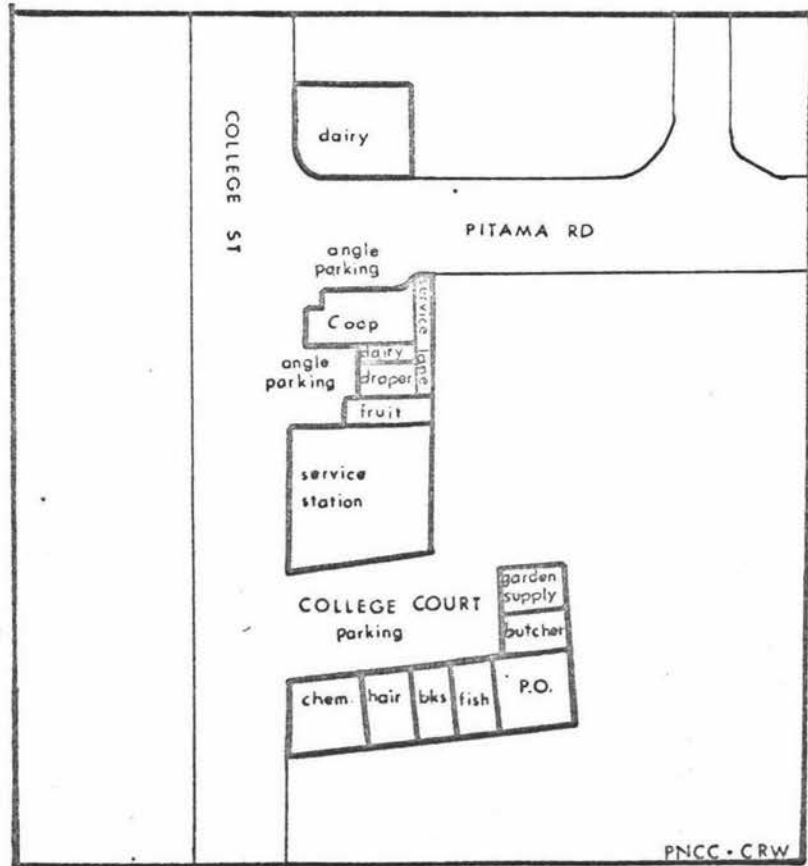 dairy
COLLEGE ST
PITAMA RD
angle
parking
Coop
service lane
dairy
angle
parking
draper
fruit
service
station
garden
supply
COLLEGE COURT
parking
butcher
chem.
hair
bks
fish
P.O.
PNCC • CRW